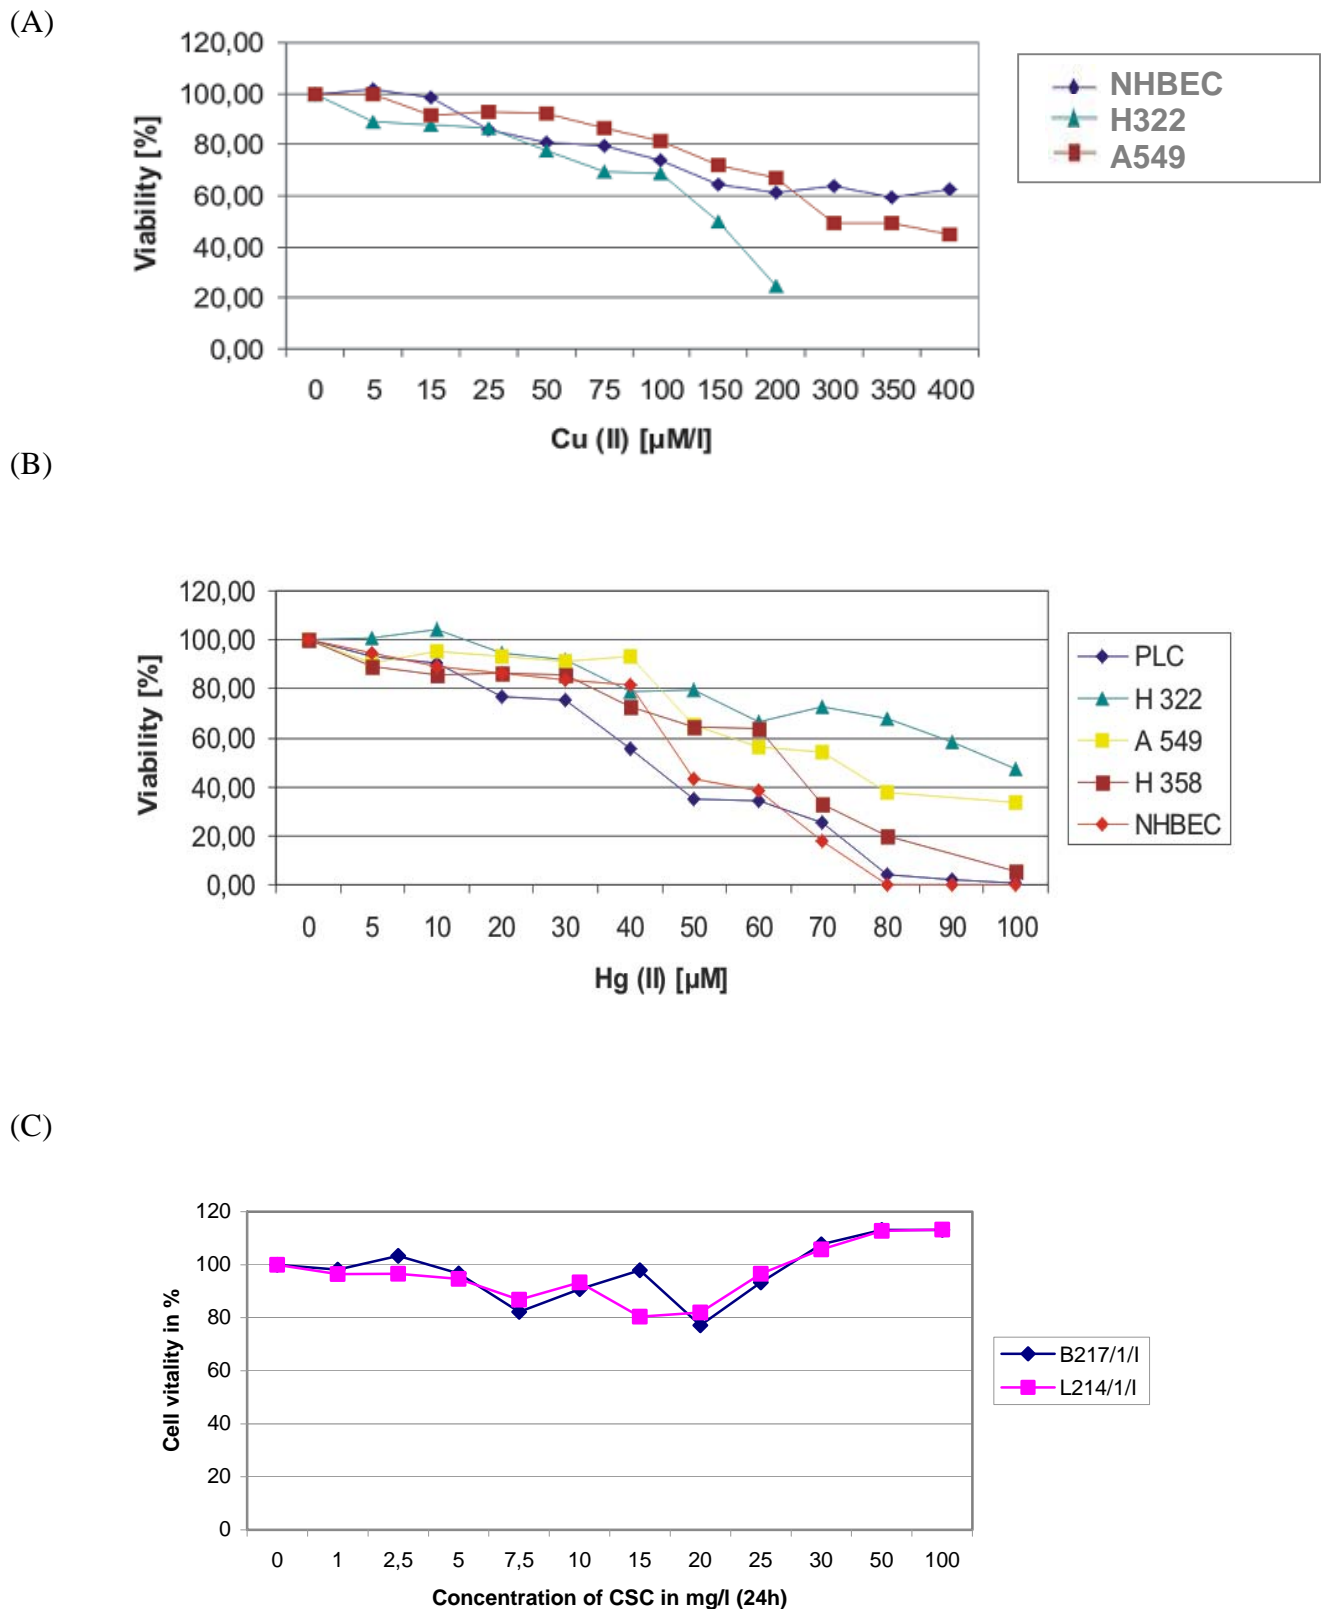 (A)
120,00
100,00
80,00
60,00
40,00
20,00
0,00
Viability [%]
0 5 15 25 50 75 100 150 200 300 350 400
Cu (II) [µM/l]
NHBEC
H322
A549
(B)
120,00
100,00
80,00
60,00
40,00
20,00
0,00
Viability [%]
0 5 10 20 30 40 50 60 70 80 90 100
Hg (II) [µM]
PLC
H 322
A 549
H 358
NHBEC
(C)
120
100
80
60
40
20
0
Cell vitality in %
0 1 2,5 5 7,5 10 15 20 25 30 50 100
Concentration of CSC in mg/l (24h)
B217/1/I
L214/1/I